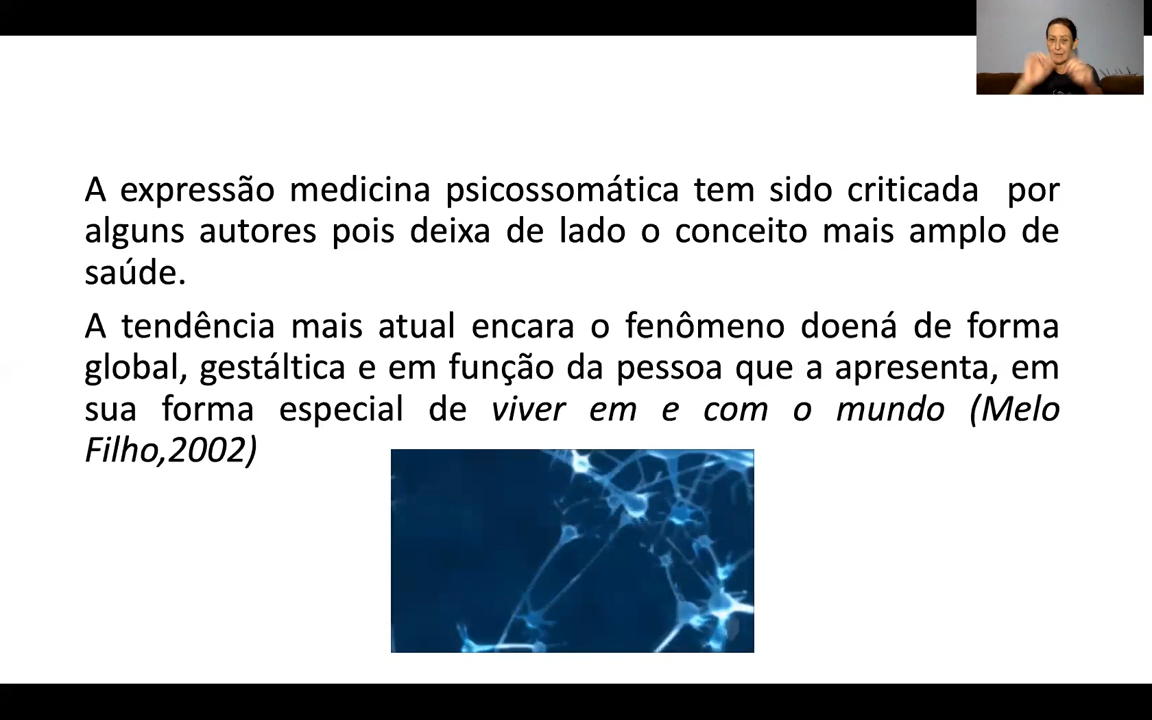 A expressão medicina psicossomática tem sido criticada por
alguns autores pois deixa de lado o conceito mais amplo de
saúde.
A tendência mais atual encara o fenômeno doená de forma
global, gestáltica e em função da pessoa que a apresenta, em
sua forma especial de viver em e com o mundo (Melo
Filho,2002)